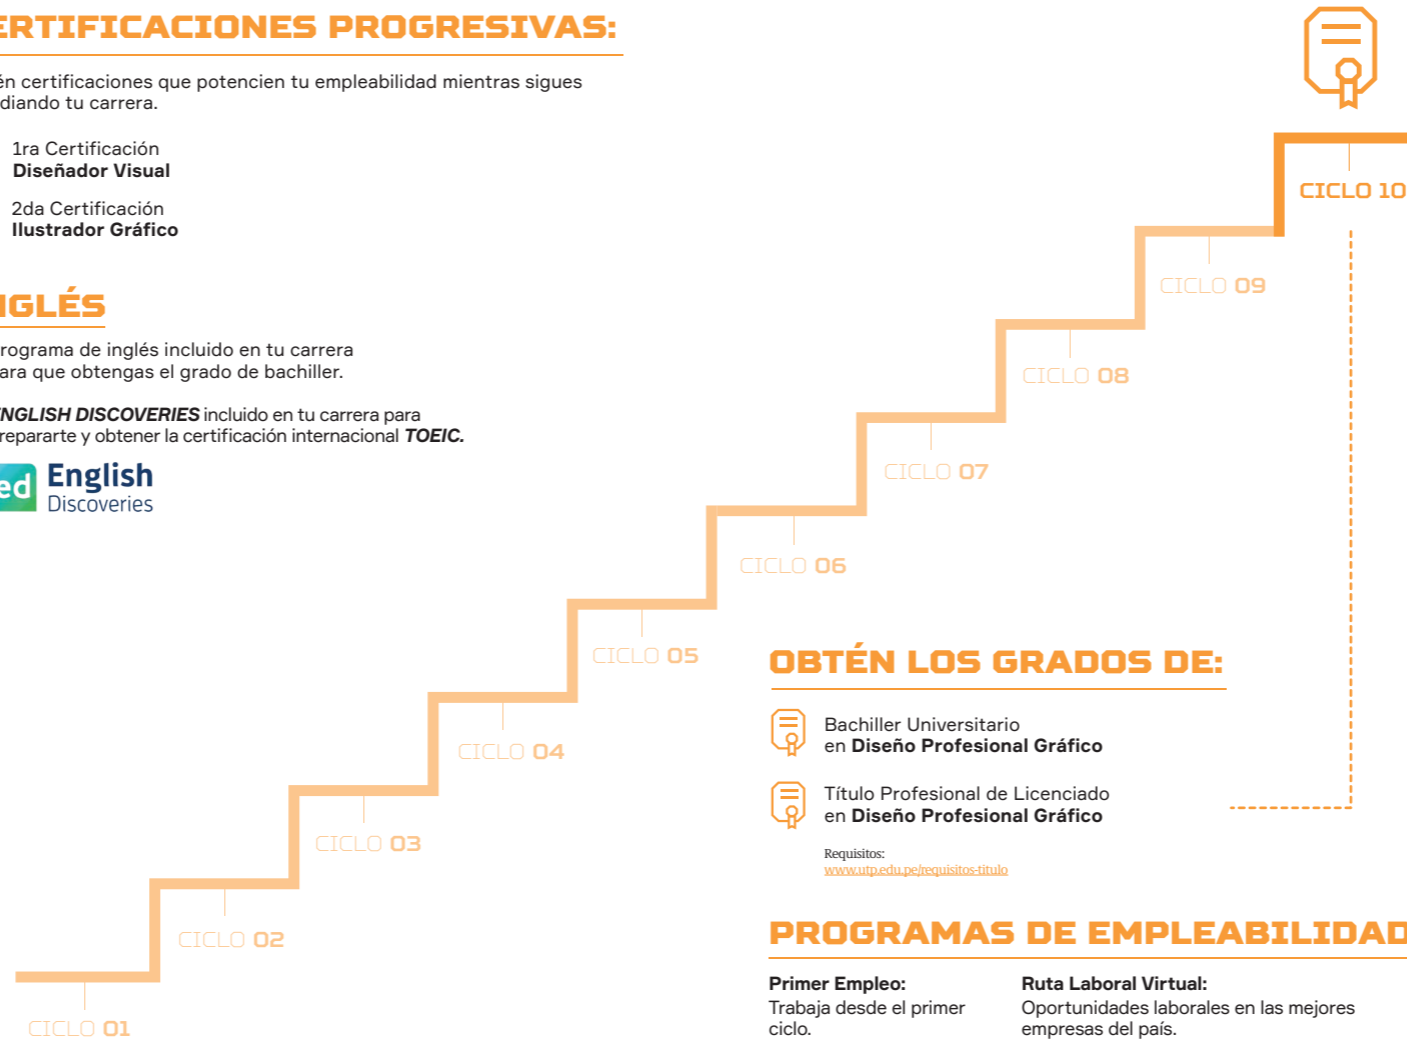 ERTIFICACIONES PROGRESIVAS:
én certificaciones que potencien tu empleabilidad mientras sigues
diando tu carrera.
1ra Certificación
Diseñador Visual
2da Certificación
Ilustrador Gráfico
NGLÉS
rograma de inglés incluido en tu carrera
ara que obtengas el grado de bachiller.
ENGLISH DISCOVERIES incluido en tu carrera para
repararte y obtener la certificación internacional TOEIC.
ed English
Discoveries
CICLO 10
CICLO 09
CICLO 08
CICLO 07
CICLO 06
CICLO 05
CICLO 04
CICLO 03
CICLO 02
CICLO 01
OBTÉN LOS GRADOS DE:
Bachiller Universitario
en Diseño Profesional Gráfico
Título Profesional de Licenciado
en Diseño Profesional Gráfico
Requisitos:
www.utp.edu.pe/requisitos-titulo
PROGRAMAS DE EMPLEABILIDAD
Primer Empleo:
Trabaja desde el primer
ciclo.
Ruta Laboral Virtual:
Oportunidades laborales en las mejores
empresas del país.